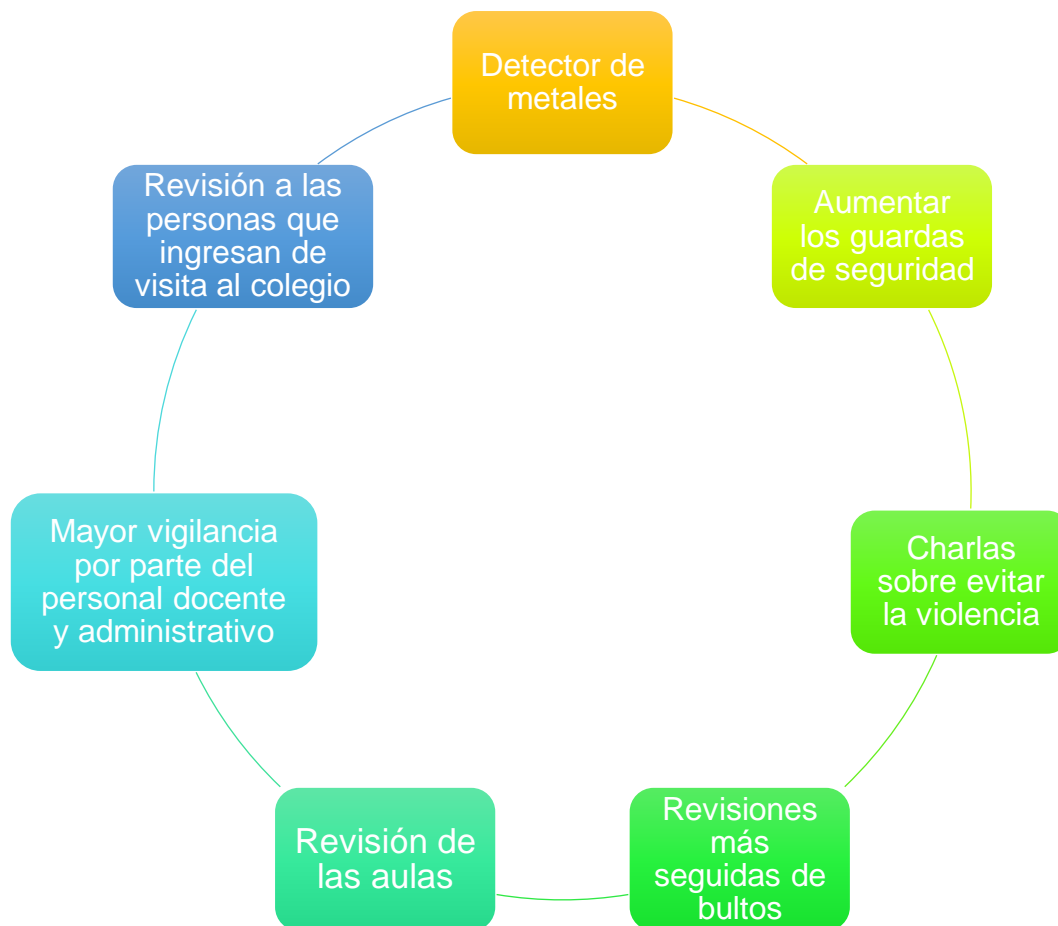 Detector de
metales
Aumentar
los guardas
de seguridad
Charlas
sobre evitar
la violencia
Revisiones
más
seguidas de
bultos
Revisión de
las aulas
Mayor vigilancia
por parte del
personal docente
y administrativo
Revisión a las
personas que
ingresan de
visita al colegio